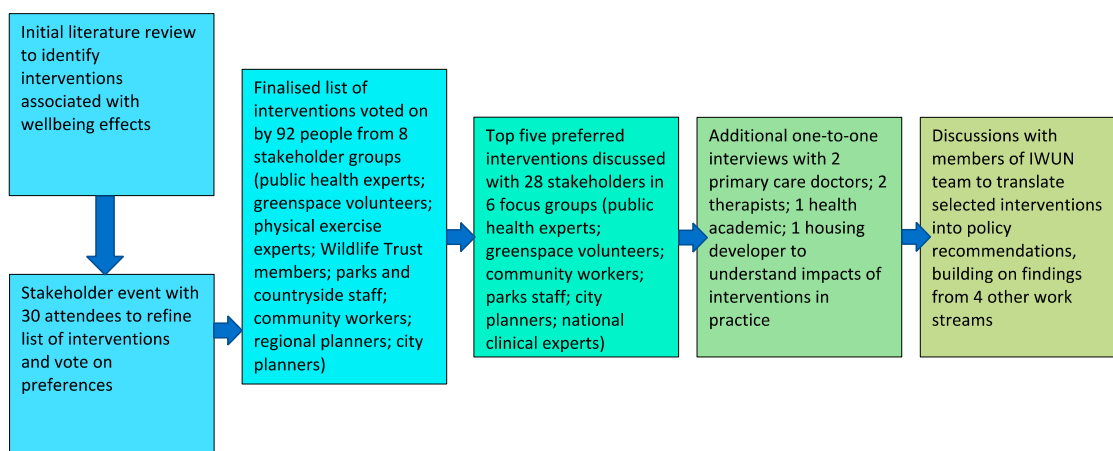 Initial literature review
to identify
interventions
associated with
wellbeing effects
Stakeholder event with
30 attendees to refine
list of interventions
and vote on
preferences
Finalised list of
interventions voted on
by 92 people from 8
stakeholder groups
(public health experts;
greenspace volunteers;
physical exercise
experts; Wildlife Trust
members; parks and
countryside staff;
community workers;
regional planners; city
planners)
Top five preferred
interventions discussed
with 28 stakeholders in
6 focus groups (public
health experts;
greenspace volunteers;
community workers;
parks staff; city
planners; national
clinical experts)
Additional one-to-one
interviews with 2
primary care doctors; 2
therapists; 1 health
academic; 1 housing
developer to
understand impacts of
interventions in
practice
Discussions with
members of IWUN
team to translate
selected interventions
into policy
recommendations,
building on findings
from 4 other work
streams